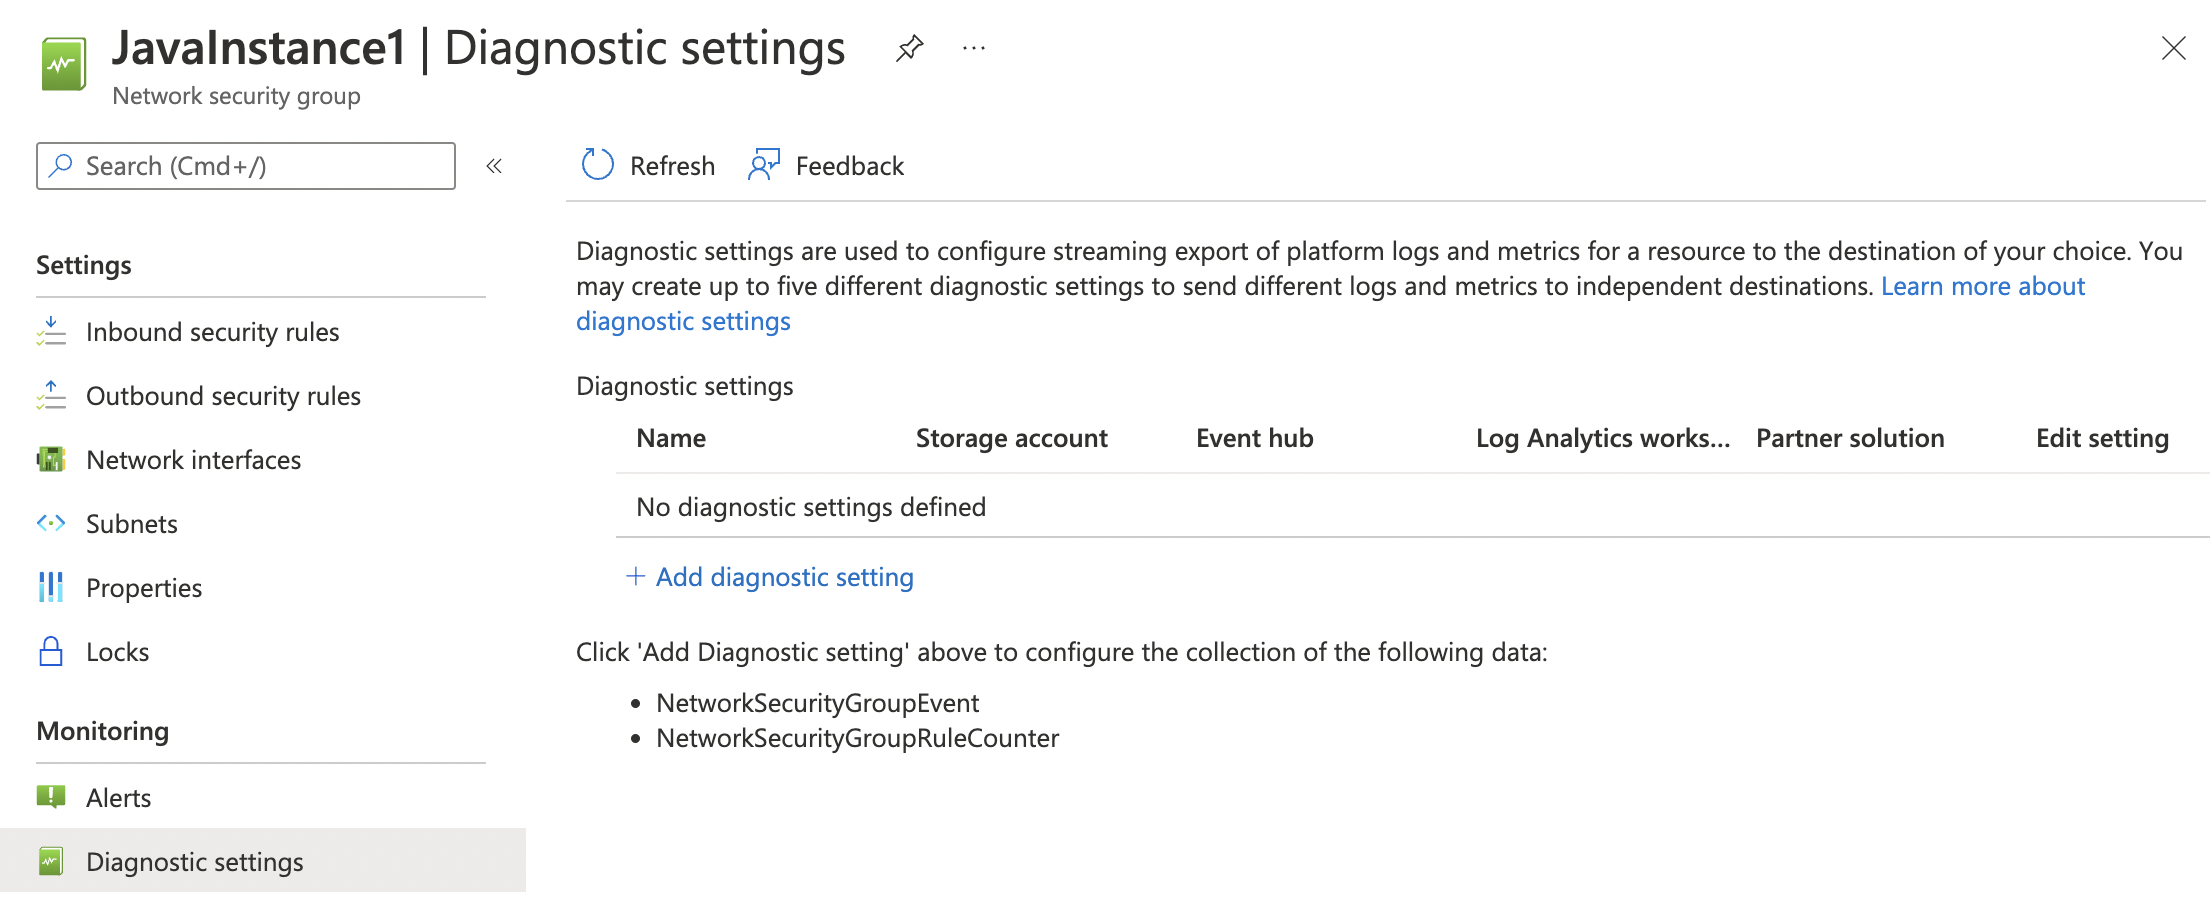 JavaInstance1 | Diagnostic settings
Network security group
Search (Cmd+/)
Settings
Inbound security rules
Outbound security rules
Network interfaces
Subnets
Properties
Locks
Monitoring
Alerts
Diagnostic settings
Refresh
Feedback
Diagnostic settings are used to configure streaming export of platform logs and metrics for a resource to the destination of your choice. You
may create up to five different diagnostic settings to send different logs and metrics to independent destinations. Learn more about
diagnostic settings
Diagnostic settings
Name Storage account Event hub Log Analytics works... Partner solution Edit setting
No diagnostic settings defined
+ Add diagnostic setting
Click 'Add Diagnostic setting' above to configure the collection of the following data:
• NetworkSecurityGroupEvent
• NetworkSecurityGroupRuleCounter